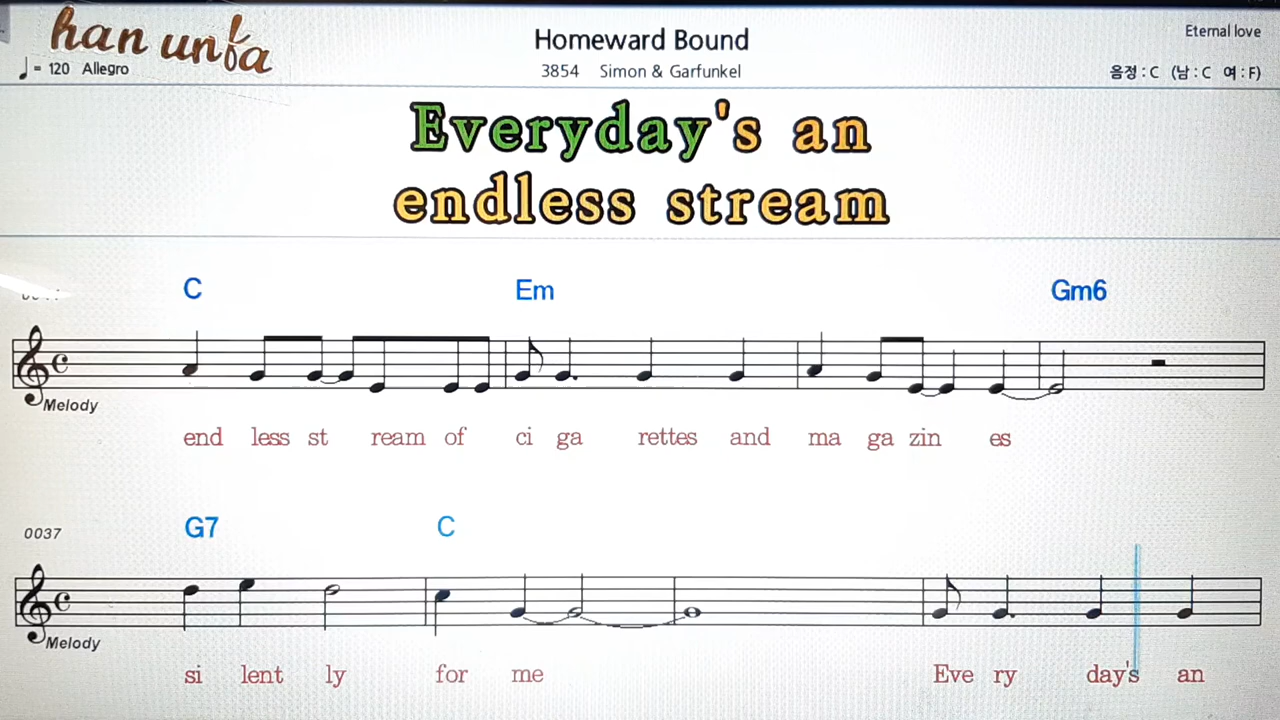 han unfa
Homeward Bound
Eternal love
= 120 Allegro
3854 Simon & Garfunkel
음정 : C (남 : C 여 : F)
Everyday's an
endless stream
C Em Gm6
Melody
end less st ream of ci ga rettes and ma ga zin es
0037
G7 C
Melody
si lent ly for me Eve ry day's an